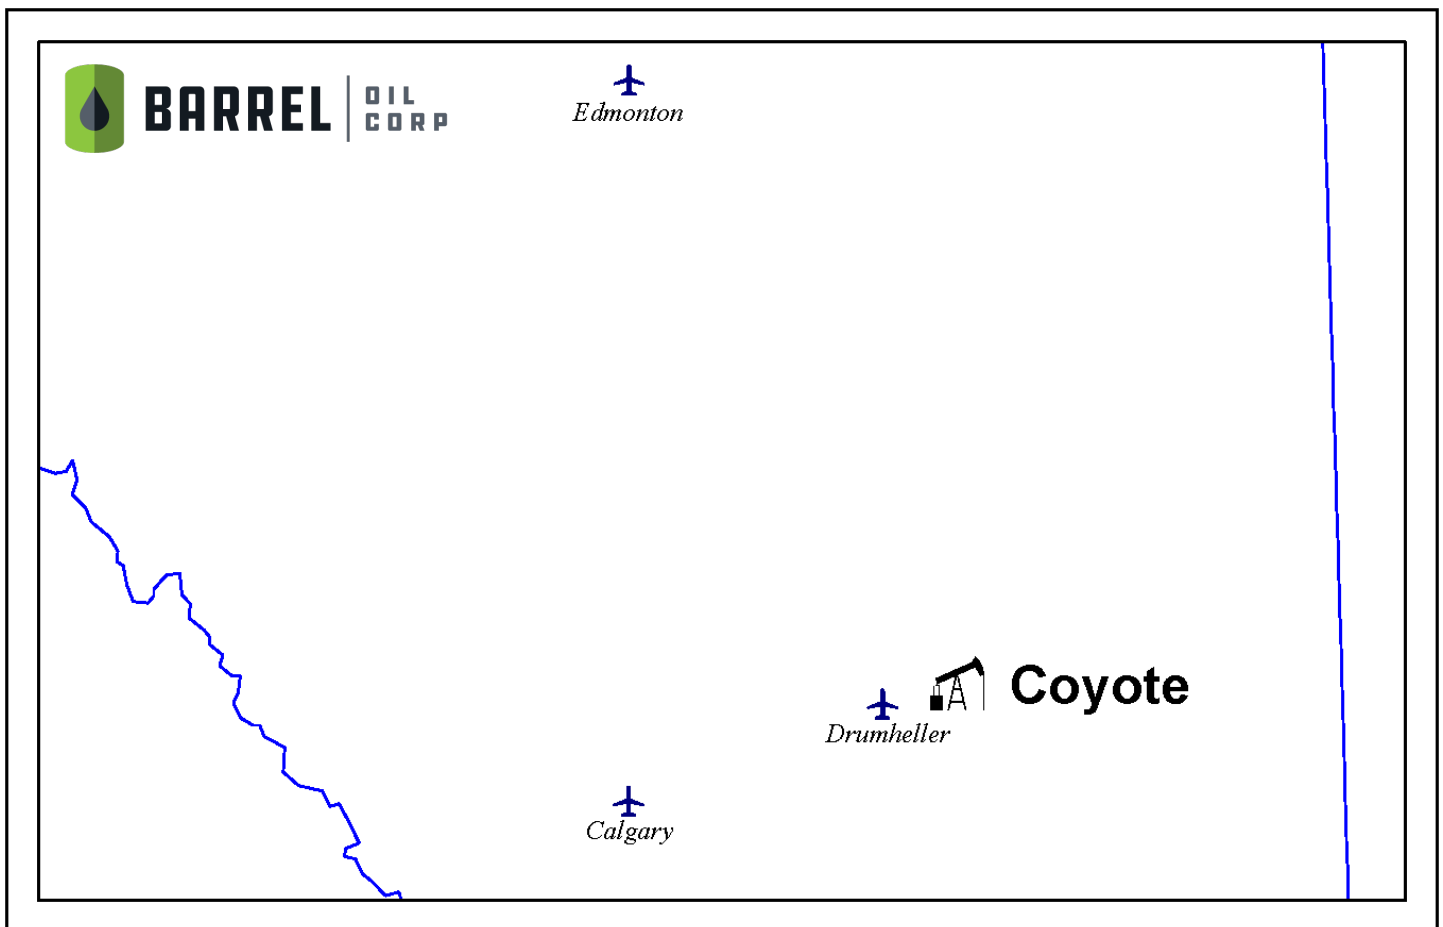 BARREL
OIL
CORP
Edmonton
Coyote
Drumheller
Calgary